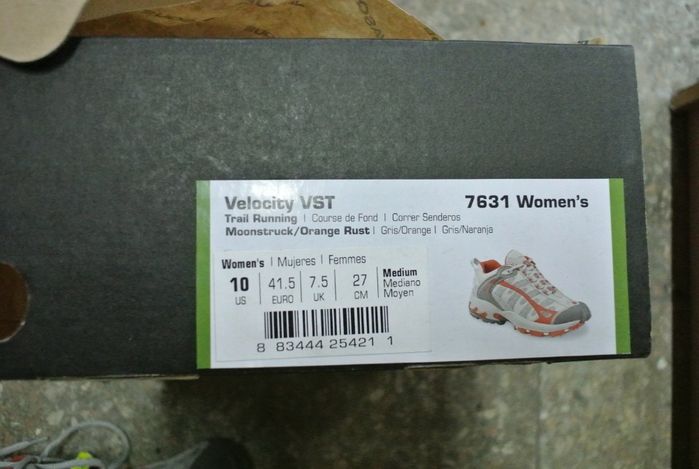 Velocity VST
7631 Women's
Trail Running | Course de Fond | Correr Senderos
Moonstruck/Orange Rust | Gris/Orange | Gris/Naranja
Women's | Mujeres | Femmes
10 US | 41.5 EURO | 7.5 UK | 27 CM
Medium
Mediano
Moyen
8 83444 25421 1